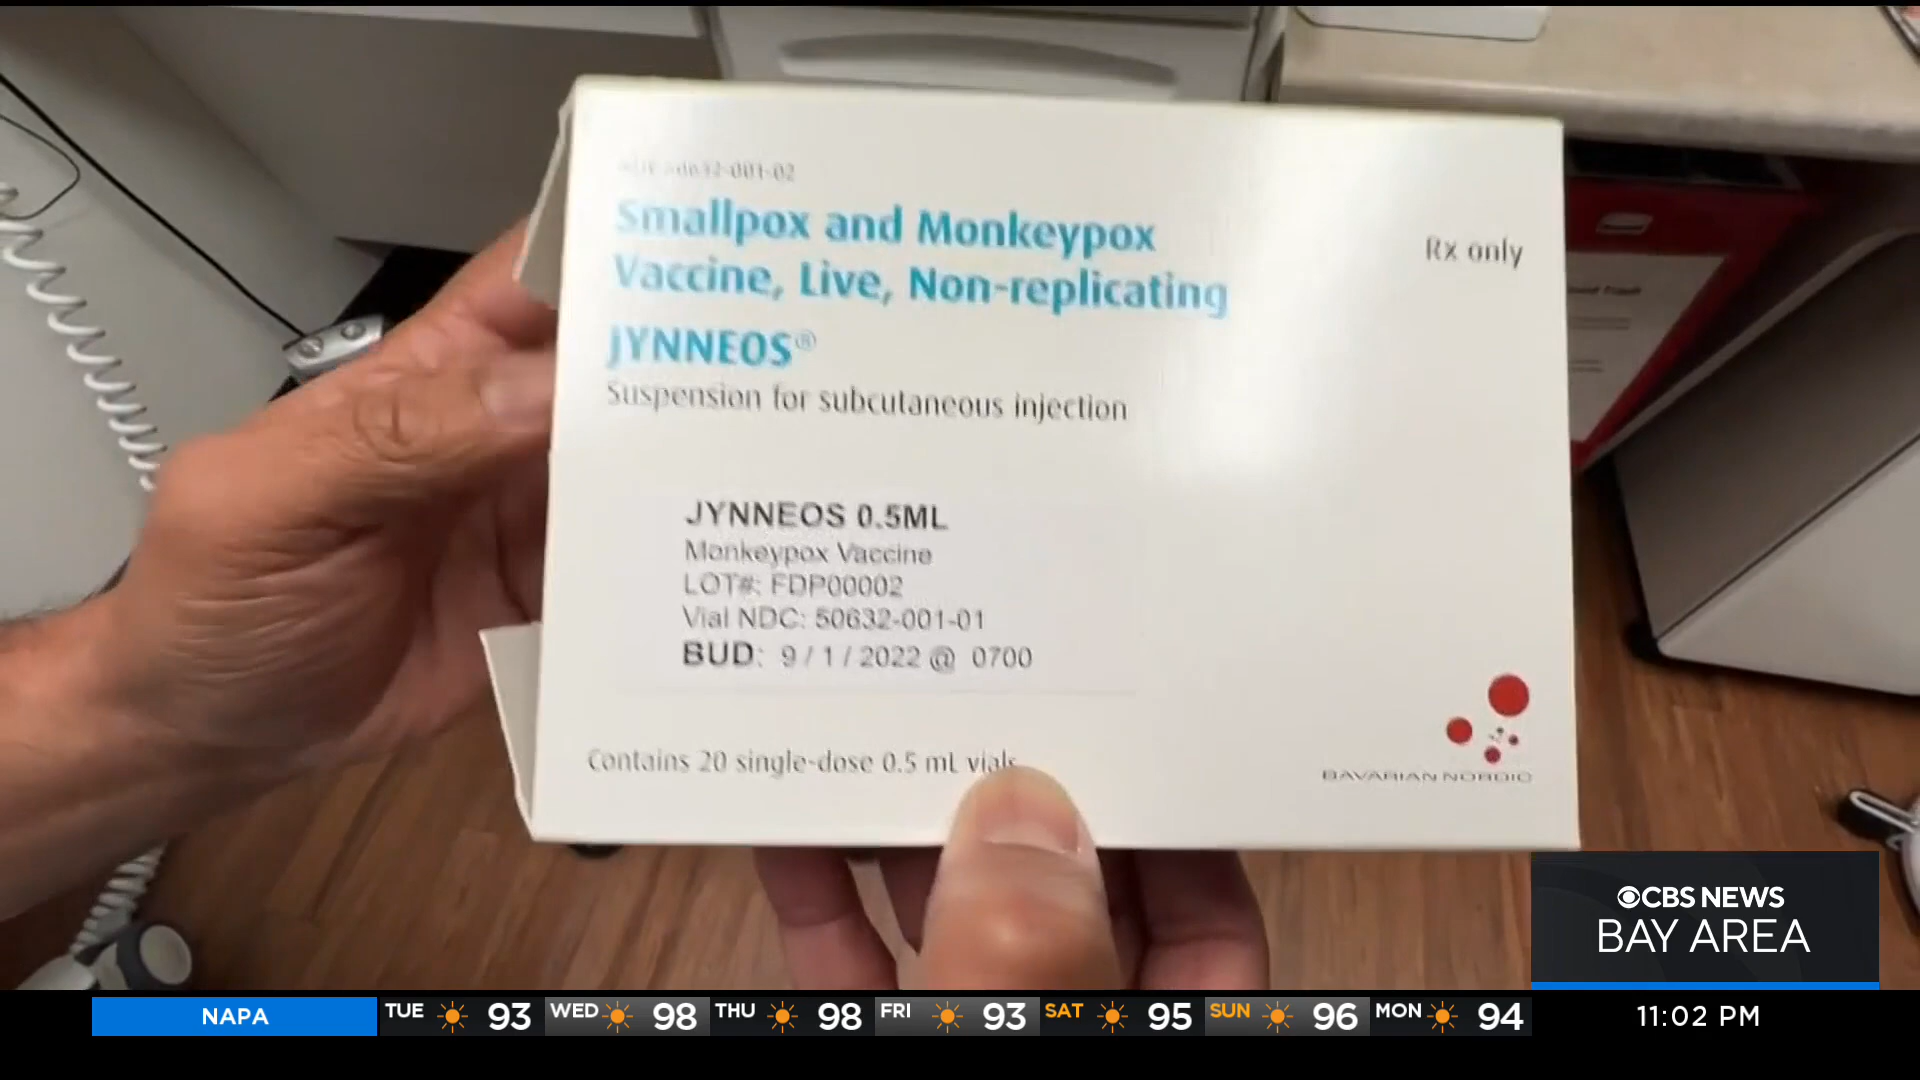 Smallpox and Monkeypox
Vaccine, Live, Non-replicating
JYNNEOS®
Suspension for subcutaneous injection
Rx only
JYNNEOS 0.5ML
Monkeypox Vaccine
LOT#: FDP00002
Vial NDC: 50632-001-01
BUD: 9/1/2022 @ 0700
Contains 20 single-dose 0.5 mL vials
BAVARIAN NORDIC
CBS NEWS
BAY AREA
NAPA TUE 93 WED 98 THU 98 FRI 93 SAT 95 SUN 96 MON 94 11:02 PM